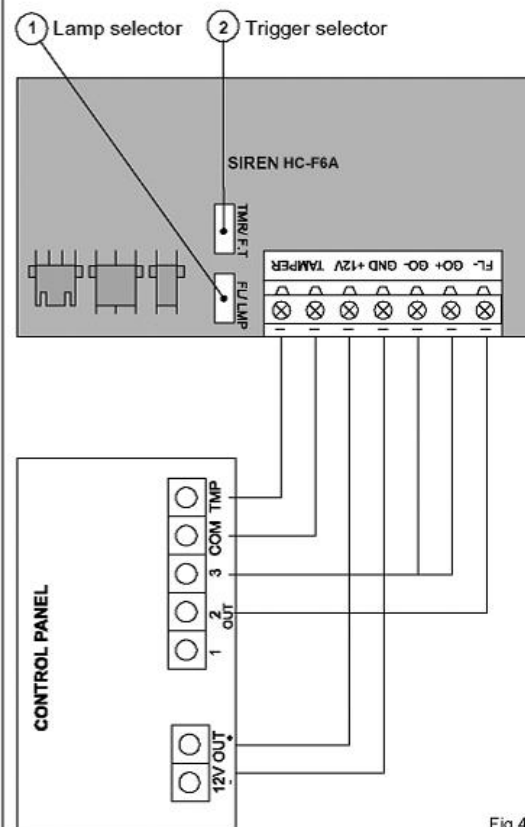 1 Lamp selector
2 Trigger selector
SIREN HC-F6A
TMR/ F.T
FL/ LMP
TAMPER +12V GND GO- GO+ FL-
CONTROL PANEL
TMP
COM
3
2
OUT
1
12V OUT
+
-
Fig 4